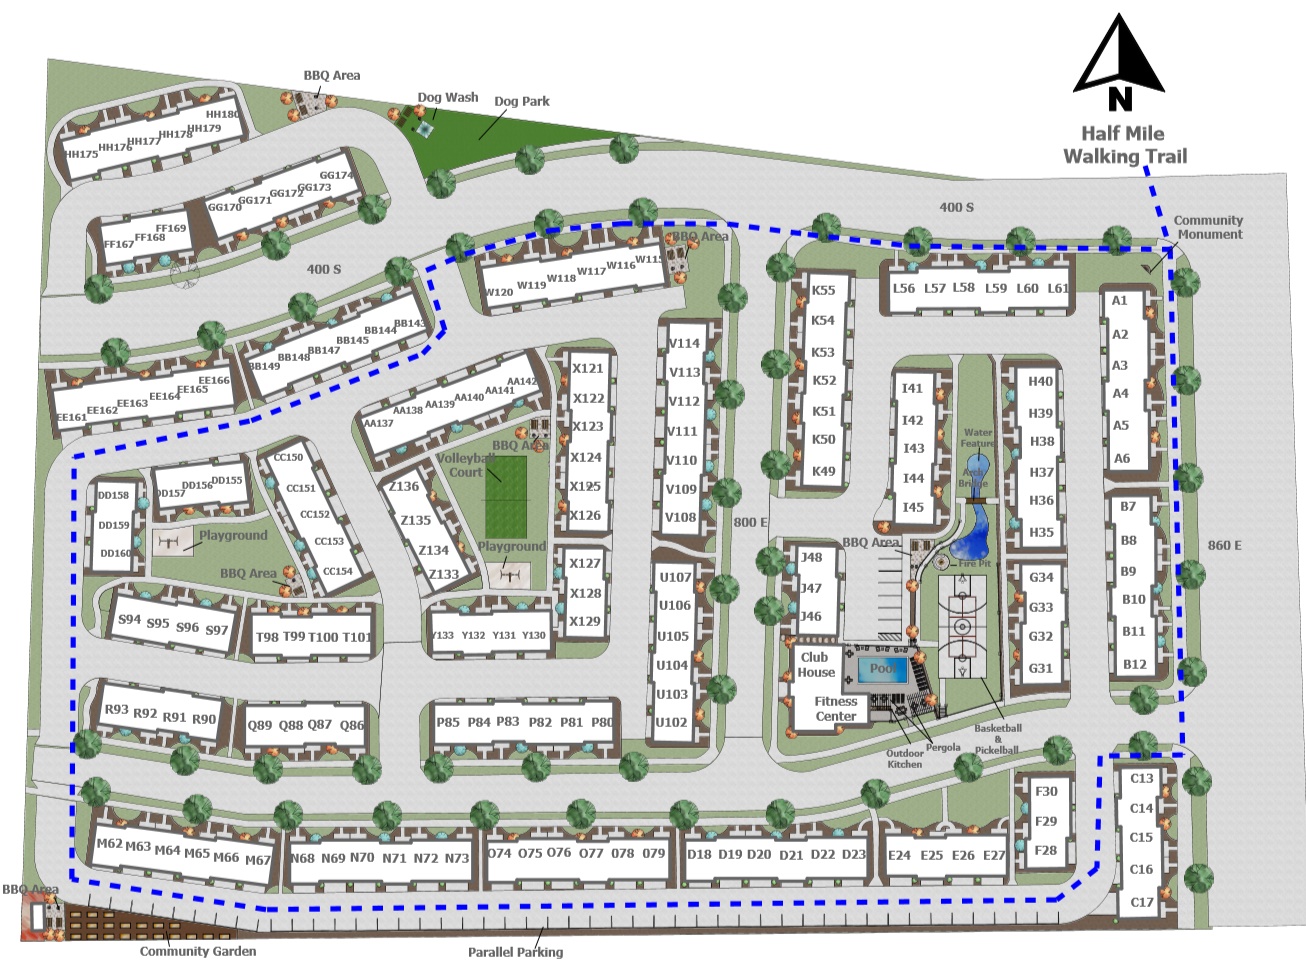 N
Half Mile
Walking Trail
BBQ Area
Dog Wash
Dog Park
400 S
Community
Monument
HH175
HH176
HH177
HH178
HH179
HH180
GG170
GG171
GG172
GG173
GG174
FF167
FF168
FF169
400 S
W120
W119
W118
W117
W116
W115
BBQ Area
L56
L57
L58
L59
L60
L61
K55
K54
K53
K52
K51
K50
K49
A1
A2
A3
A4
A5
A6
BB149
BB148
BB147
BB145
BB144
BB143
EE161
EE162
EE163
EE164
EE165
EE166
AA137
AA138
AA139
AA140
AA141
AA142
X121
X122
X123
X124
X125
X126
V114
V113
V112
V111
V110
V109
V108
I41
I42
I43
I44
I45
H40
H39
H38
H37
H36
H35
Water
Feature
Arch
Bridge
BBQ Area
Volleyball
Court
CC150
CC151
CC152
CC153
CC154
DD158
DD159
DD160
DD157
DD156
DD155
Playground
BBQ Area
Z136
Z135
Z134
Z133
Playground
800 E
860 E
B7
B8
B9
B10
B11
B12
BBQ Area
Fire Pit
J48
J47
J46
X127
X128
X129
U107
U106
U105
U104
U103
U102
G34
G33
G32
G31
S94
S95
S96
S97
T98
T99
T100
T101
Y133
Y132
Y131
Y130
Club
House
Pool
Fitness
Center
R93
R92
R91
R90
Q89
Q88
Q87
Q86
P85
P84
P83
P82
P81
P80
Outdoor
Kitchen
Pergola
Basketball
&
Pickelball
C13
C14
C15
C16
C17
F30
F29
F28
M62
M63
M64
M65
M66
M67
N68
N69
N70
N71
N72
N73
O74
O75
O76
O77
O78
O79
D18
D19
D20
D21
D22
D23
E24
E25
E26
E27
BBQ Area
Community Garden
Parallel Parking